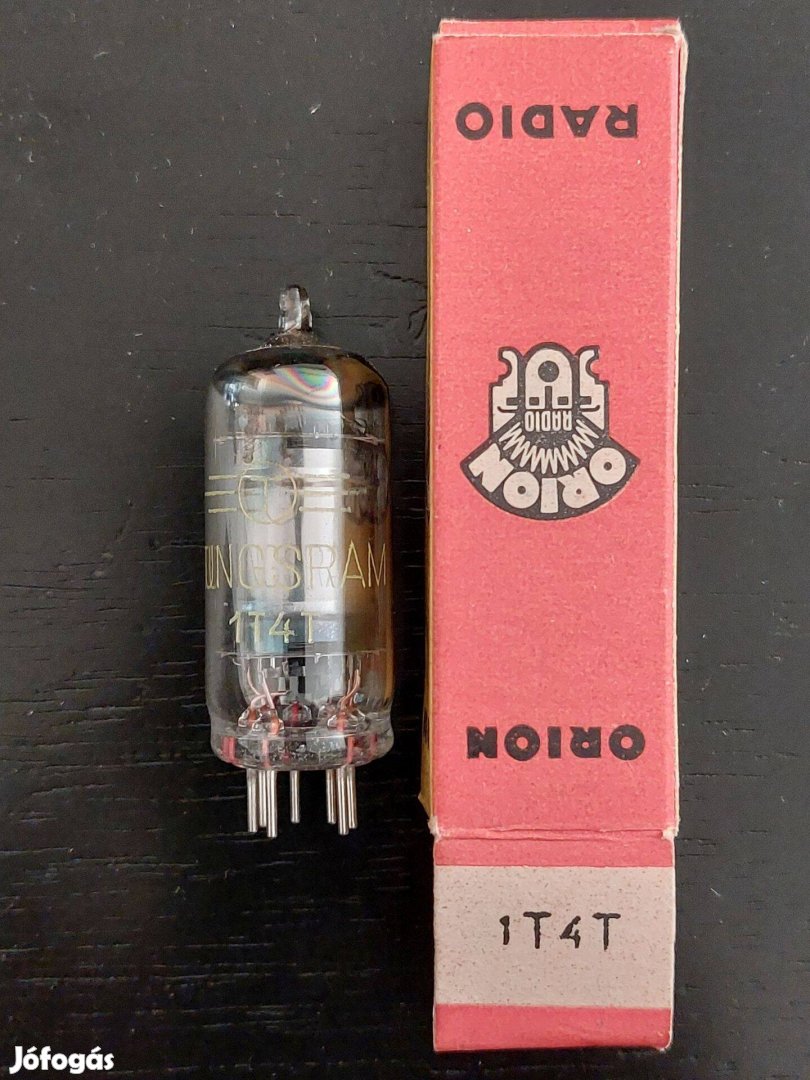 RADIO
RADIO
ORION
TUNGSRAM
1T4T
ORION
1T4T
Jófogás